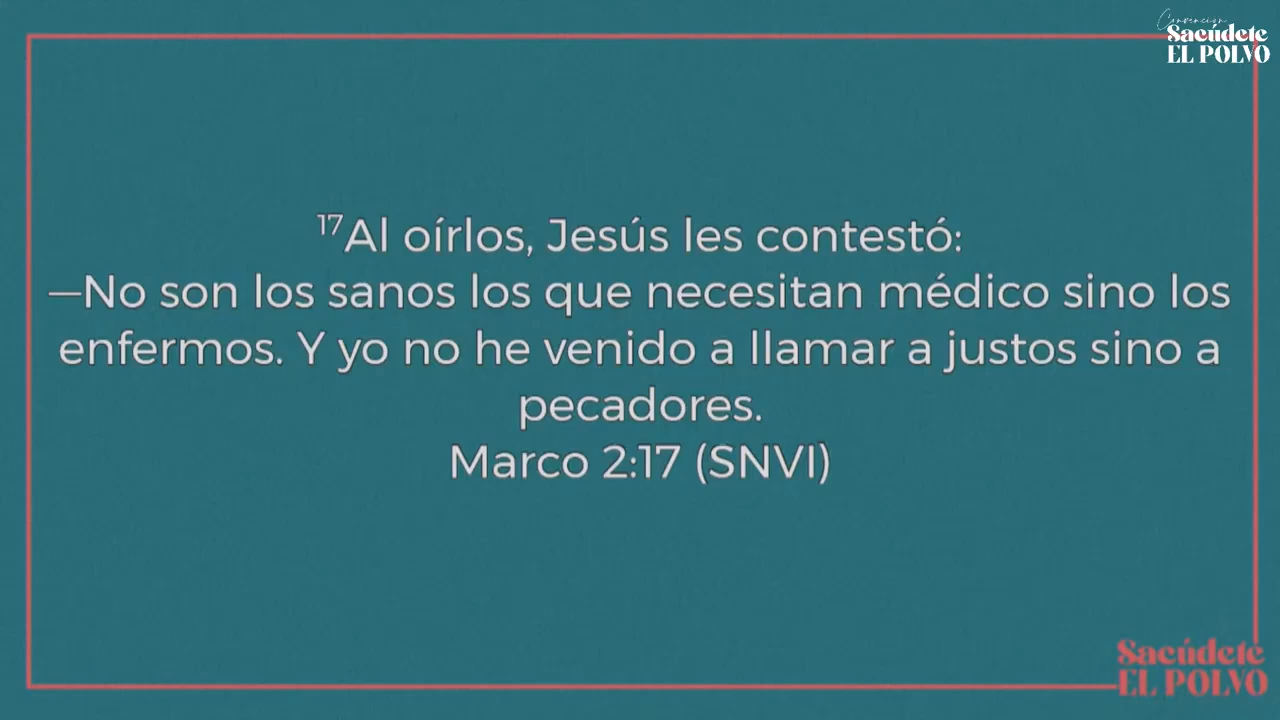 Convención
Sacúdete
EL POLVO
¹⁷Al oírlos, Jesús les contestó:
—No son los sanos los que necesitan médico sino los
enfermos. Y yo no he venido a llamar a justos sino a
pecadores.
Marco 2:17 (SNVI)
Sacúdete
EL POLVO